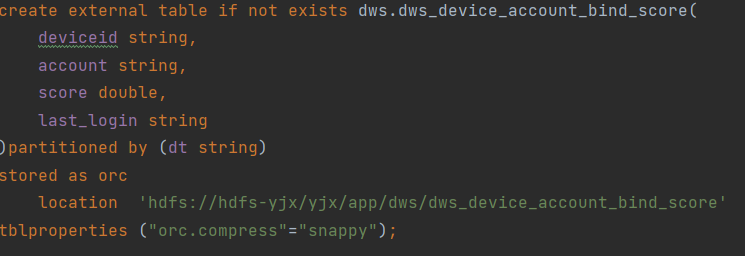 create external table if not exists dws.dws_device_account_bind_score(
deviceid string,
account string,
score double,
last_login string
)partitioned by (dt string)
stored as orc
location 'hdfs://hdfs-yjx/yjx/app/dws/dws_device_account_bind_score'
tblproperties ("orc.compress"="snappy");